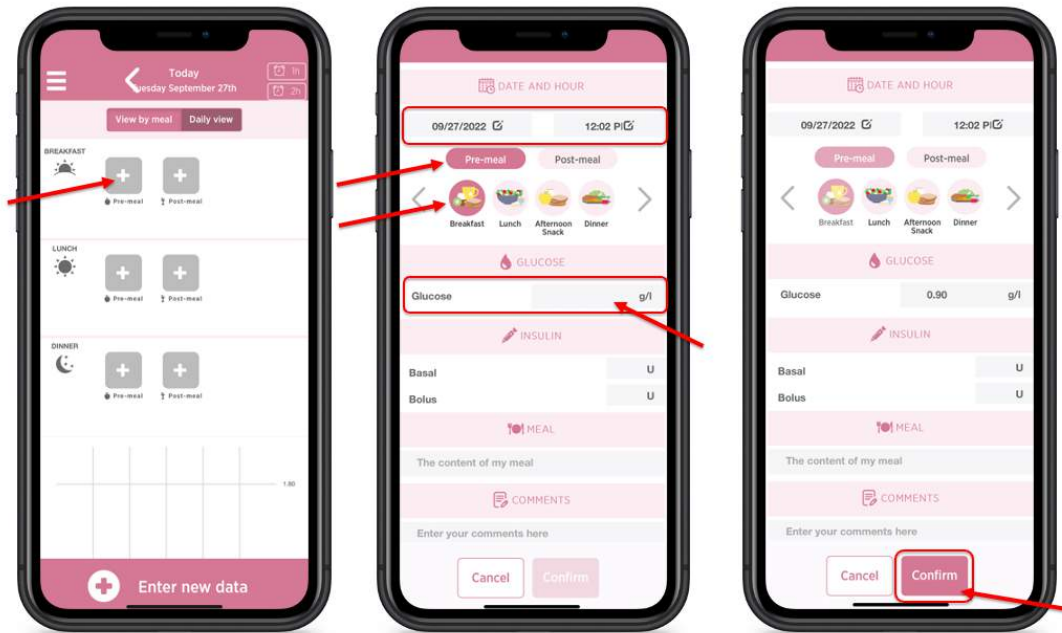 Today
Tuesday September 27th
1h
2h
View by meal
Daily view
BREAKFAST
Pre-meal
Post-meal
LUNCH
Pre-meal
Post-meal
DINNER
Pre-meal
Post-meal
1.80
Enter new data
DATE AND HOUR
09/27/2022
12:02 P
Pre-meal
Post-meal
Breakfast
Lunch
Afternoon
Snack
Dinner
GLUCOSE
Glucose
g/l
INSULIN
Basal
U
Bolus
U
MEAL
The content of my meal
COMMENTS
Enter your comments here
Cancel
Confirm
DATE AND HOUR
09/27/2022
12:02 P
Pre-meal
Post-meal
Breakfast
Lunch
Afternoon
Snack
Dinner
GLUCOSE
Glucose
0.90
g/l
INSULIN
Basal
U
Bolus
U
MEAL
The content of my meal
COMMENTS
Enter your comments here
Cancel
Confirm